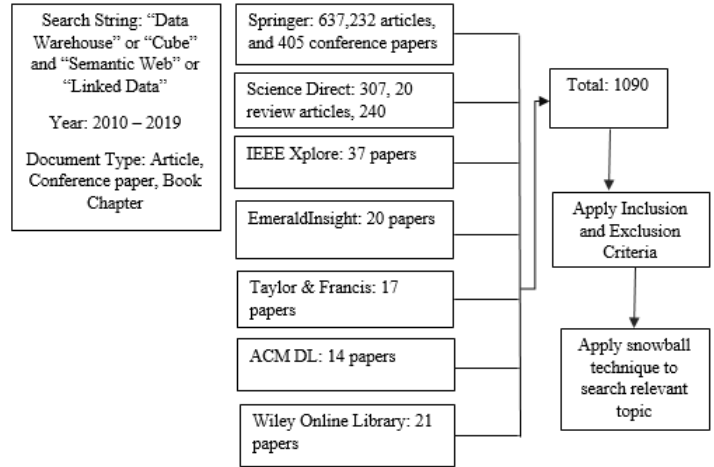 Search String: “Data
Warehouse” or “Cube”
and “Semantic Web” or
“Linked Data”
Year: 2010 – 2019
Document Type: Article,
Conference paper, Book
Chapter
Springer: 637,232 articles,
and 405 conference papers
Science Direct: 307, 20
review articles, 240
IEEE Xplore: 37 papers
EmeraldInsight: 20 papers
Taylor & Francis: 17
papers
ACM DL: 14 papers
Wiley Online Library: 21
papers
Total: 1090
Apply Inclusion
and Exclusion
Criteria
Apply snowball
technique to
search relevant
topic